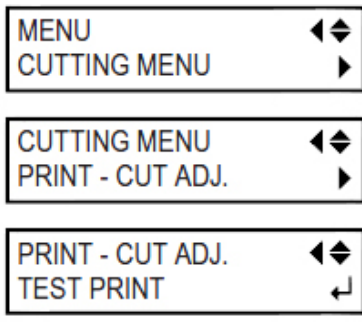 MENU
CUTTING MENU
CUTTING MENU
PRINT - CUT ADJ.
PRINT - CUT ADJ.
TEST PRINT